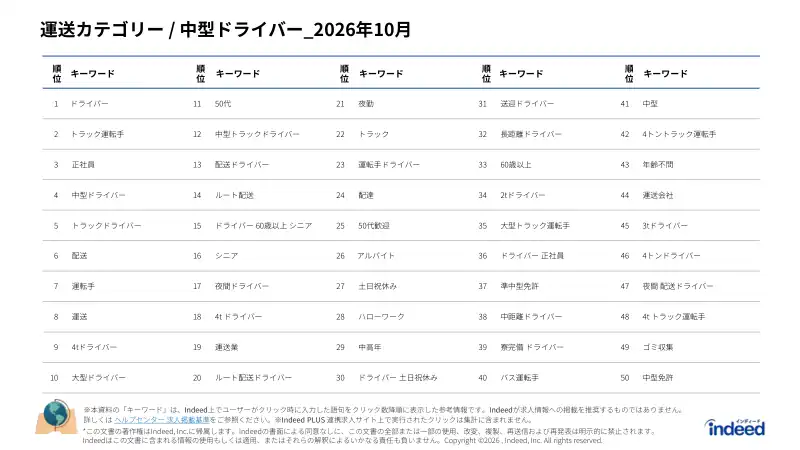 運送カテゴリー / 中型ドライバー_2026年10月
順位 キーワード 順位 キーワード 順位 キーワード 順位 キーワード 順位 キーワード
1 ドライバー 11 50代 21 夜勤 31 送迎ドライバー 41 中型
2 トラック運転手 12 中型トラックドライバー 22 トラック 32 長距離ドライバー 42 4トントラック運転手
3 正社員 13 配送ドライバー 23 運転手ドライバー 33 60歳以上 43 年齢不問
4 中型ドライバー 14 ルート配送 24 配達 34 2tドライバー 44 運送会社
5 トラックドライバー 15 ドライバー 60歳以上 シニア 25 50代歓迎 35 大型トラック運転手 45 3tドライバー
6 配送 16 シニア 26 アルバイト 36 ドライバー 正社員 46 4トンドライバー
7 運転手 17 夜間ドライバー 27 土日祝休み 37 準中型免許 47 夜間 配送ドライバー
8 運送 18 4t ドライバー 28 ハローワーク 38 中距離ドライバー 48 4t トラック運転手
9 4tドライバー 19 運送業 29 中高年 39 寮完備 ドライバー 49 ゴミ収集
10 大型ドライバー 20 ルート配送ドライバー 30 ドライバー 土日祝休み 40 バス運転手 50 中型免許
※本資料の「キーワード」は、Indeed上でユーザーがクリック時に入力した語句をクリック数降順に表示した参考情報です。Indeedが求人情報への掲載を推奨するものではありません。
詳しくは ヘルプセンター 求人掲載基準をご参照ください。※Indeed PLUS 連携求人サイト上で実行されたクリックは集計に含まれません。
*この文書の著作権はIndeed, Inc.に帰属します。Indeedの書面による同意なしに、この文書の全部または一部の使用、改変、複製、再送信および再発表は明示的に禁止されます。
Indeedはこの文書に含まれる情報の使用もしくは適用、またはそれらの解釈によりいかなる責任も負いません。Copyright ©2026 , Indeed, Inc. All rights reserved.
インディード
indeed